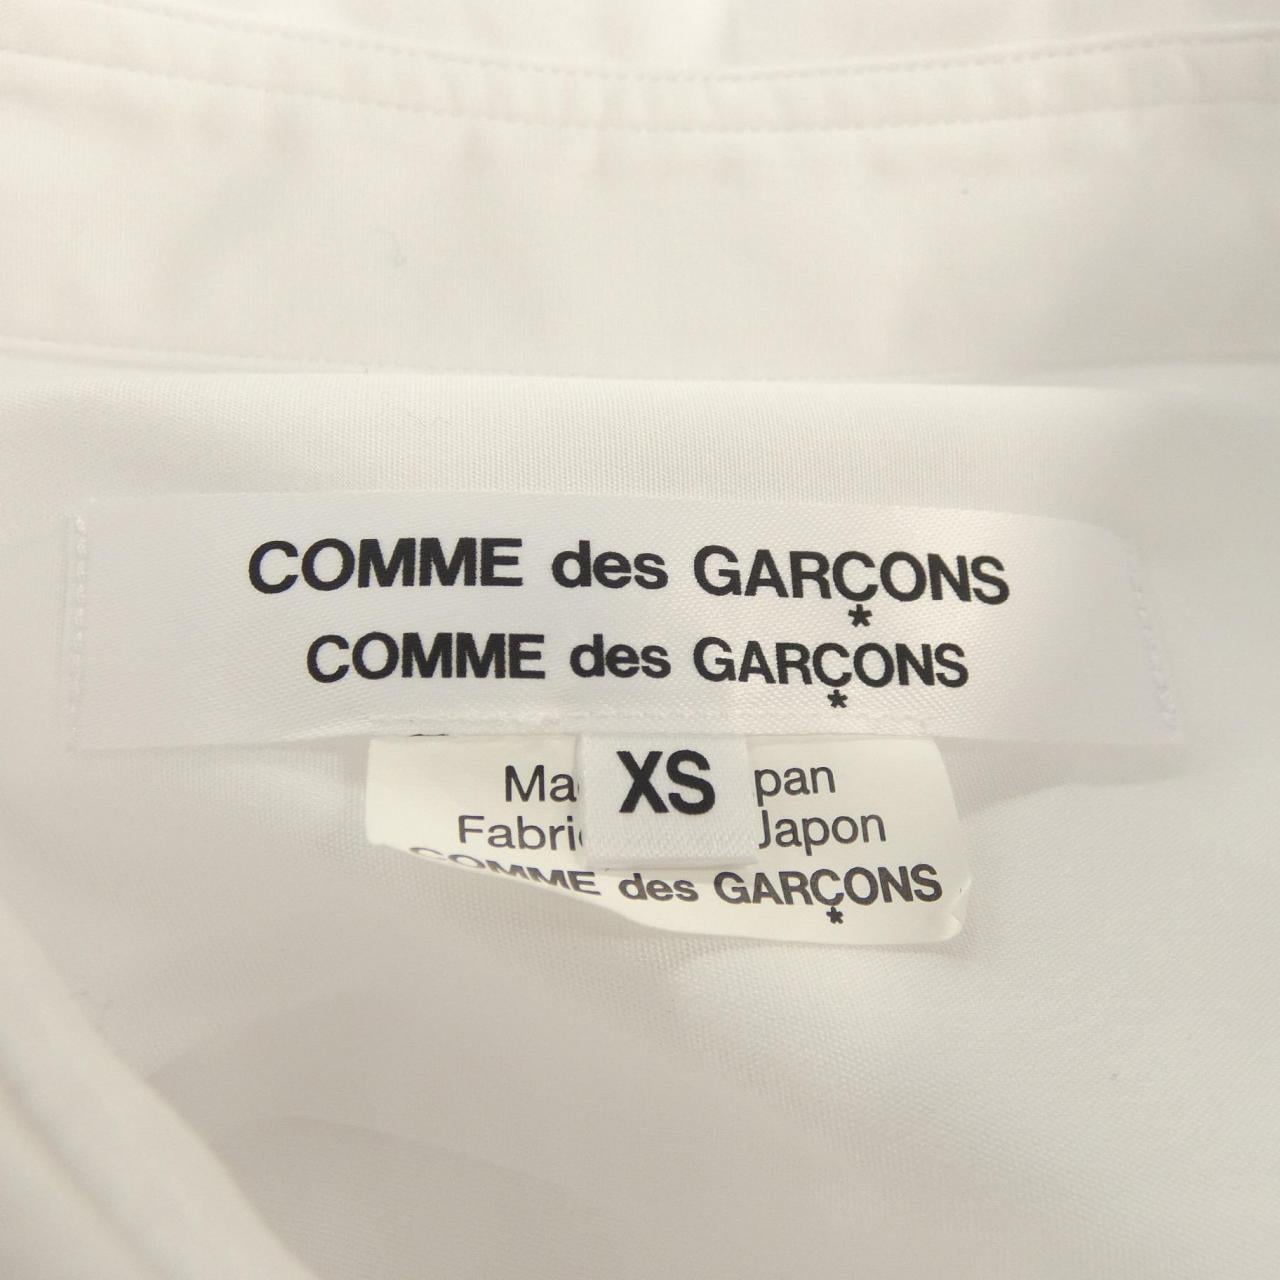 COMME des GARÇONS
*
COMME des GARÇONS
*
XS
Ma pan
Fabri Japon
COMME des GARÇONS
*